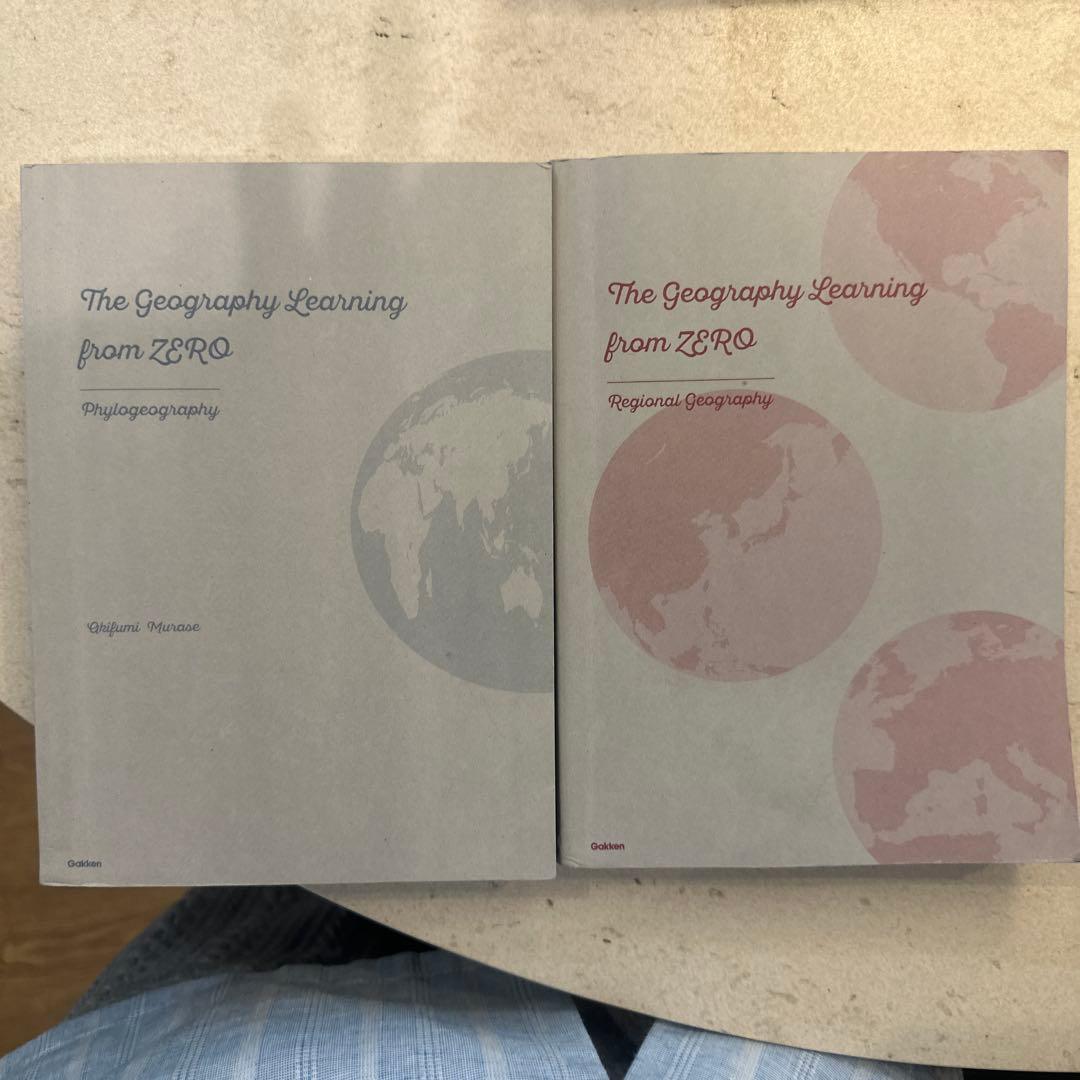 The Geography Learning
from ZERO
Phylogeography
Akifumi Murase
Gakken
The Geography Learning
from ZERO
Regional Geography
Gakken